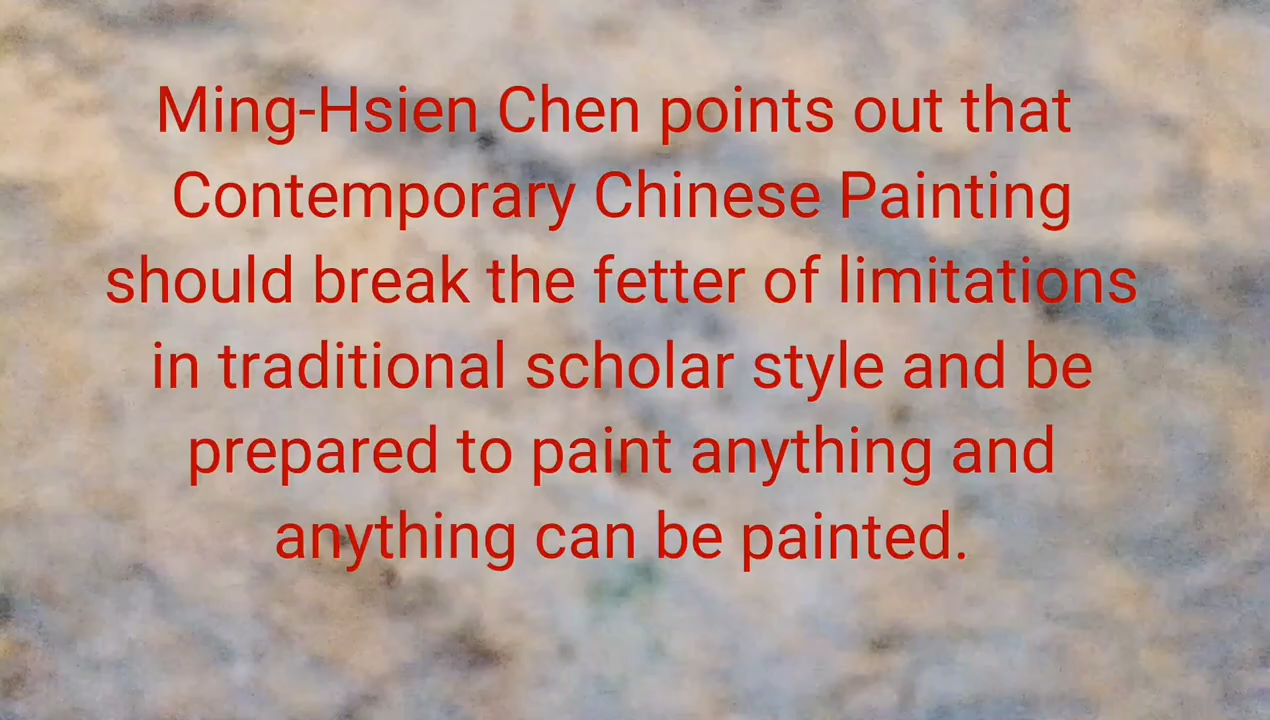 Ming-Hsien Chen points out that
Contemporary Chinese Painting
should break the fetter of limitations
in traditional scholar style and be
prepared to paint anything and
anything can be painted.